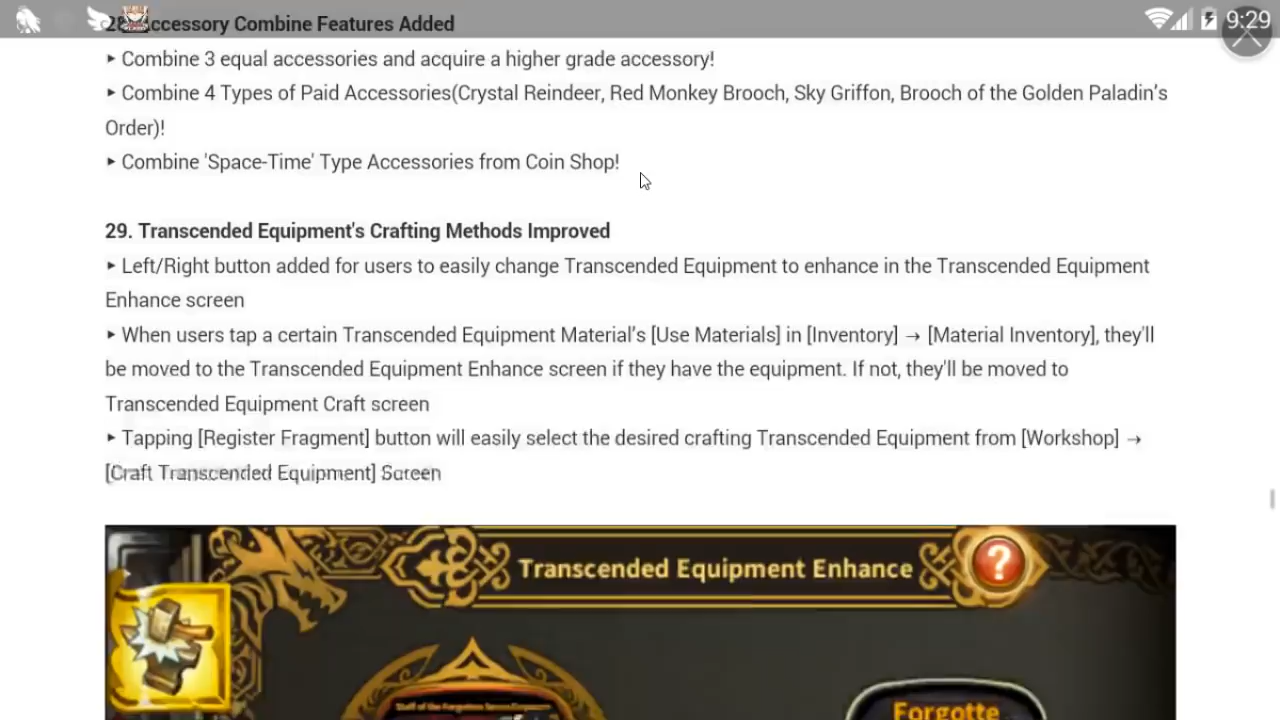 9:29
28. Accessory Combine Features Added
‣ Combine 3 equal accessories and acquire a higher grade accessory!
‣ Combine 4 Types of Paid Accessories(Crystal Reindeer, Red Monkey Brooch, Sky Griffon, Brooch of the Golden Paladin's
Order)!
‣ Combine 'Space-Time' Type Accessories from Coin Shop!
29. Transcended Equipment's Crafting Methods Improved
‣ Left/Right button added for users to easily change Transcended Equipment to enhance in the Transcended Equipment
Enhance screen
‣ When users tap a certain Transcended Equipment Material's [Use Materials] in [Inventory] → [Material Inventory], they'll
be moved to the Transcended Equipment Enhance screen if they have the equipment. If not, they'll be moved to
Transcended Equipment Craft screen
‣ Tapping [Register Fragment] button will easily select the desired crafting Transcended Equipment from [Workshop] →
[Craft Transcended Equipment] Screen
Transcended Equipment Enhance
?
Staff of the Forgotten
Forgotte